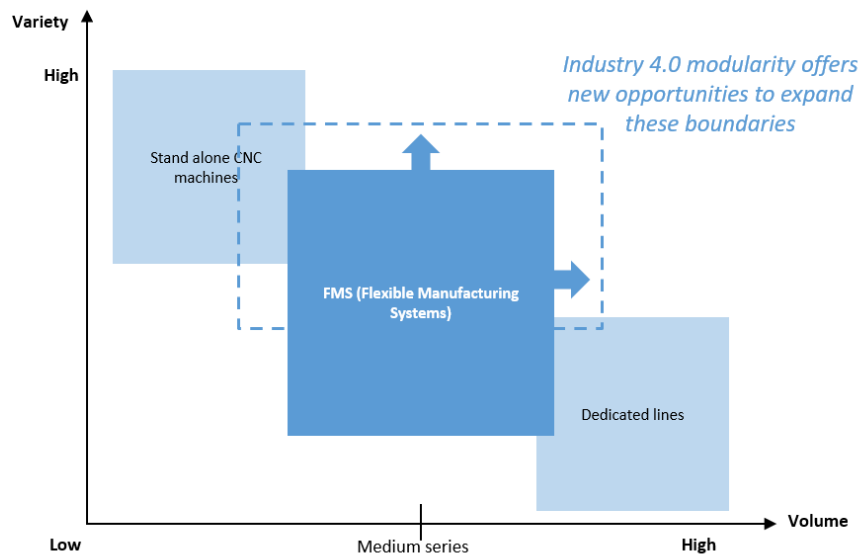 Variety
High
Industry 4.0 modularity offers
new opportunities to expand
these boundaries
Stand alone CNC
machines
FMS (Flexible Manufacturing
Systems)
Dedicated lines
Volume
Low
Medium series
High